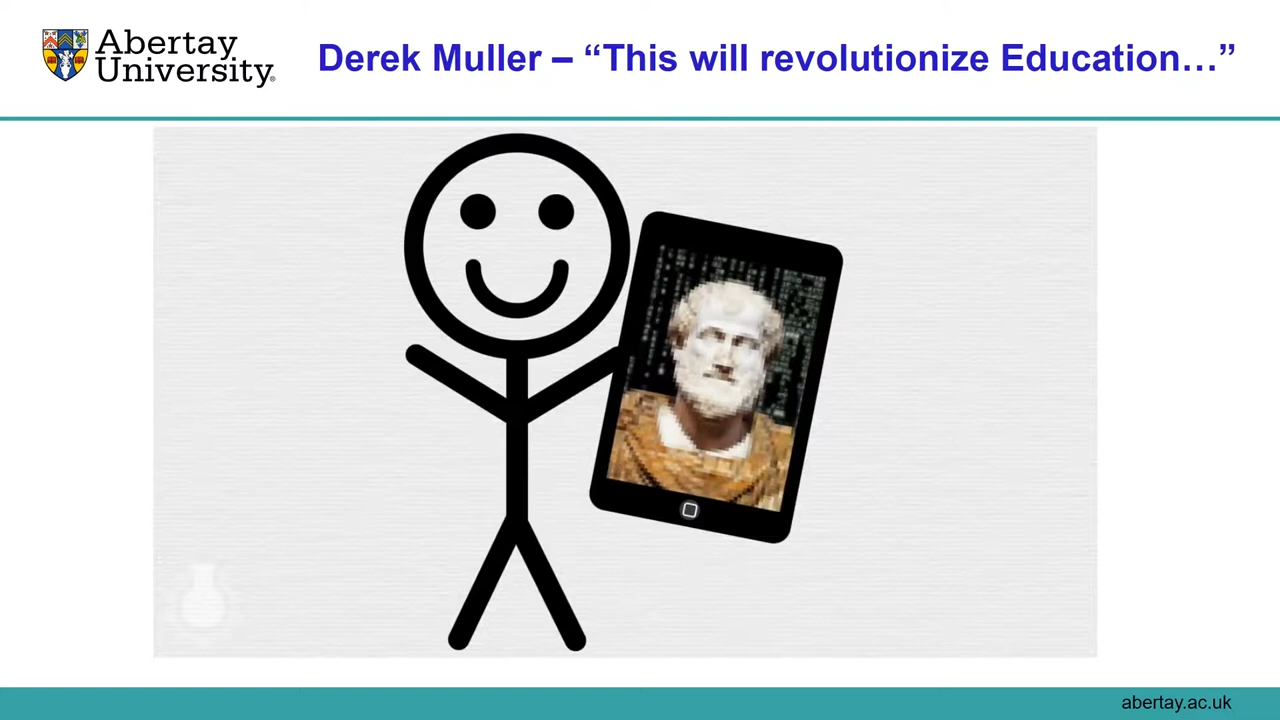 Abertay
University
Derek Muller – “This will revolutionize Education…”
abertay.ac.uk